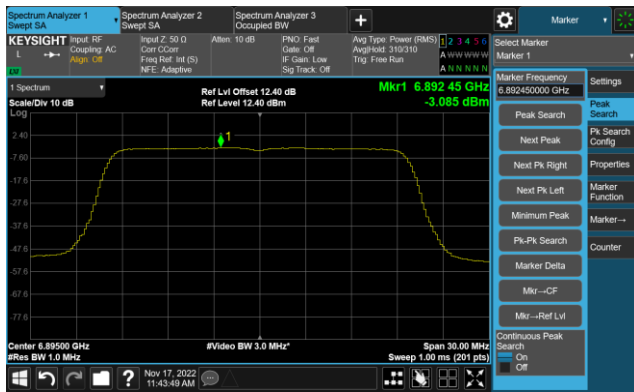 Spectrum Analyzer 1
Swept SA
Spectrum Analyzer 2
Swept SA
Spectrum Analyzer 3
Occupied BW
Marker
KEYSIGHT
L
Input: RF
Coupling: AC
Align: Off
Input Z: 50 Ω
Corr CCorr
Freq Ref: Int (S)
NFE: Adaptive
Atten: 10 dB
PNO: Fast
Gate: Off
IF Gain: Low
Sig Track: Off
Avg Type: Power (RMS)
Avg|Hold: 310/310
Trig: Free Run
1 2 3 4 5 6
A W W W W W
A N N N N N
Select Marker
Marker 1
1 Spectrum
Scale/Div 10 dB
Log
Ref Lvl Offset 12.40 dB
Ref Level 12.40 dBm
Mkr1 6.892 45 GHz
-3.085 dBm
1
2.40
-7.60
-17.6
-27.6
-37.6
-47.6
-57.6
-67.6
-77.6
Center 6.89500 GHz
#Res BW 1.0 MHz
#Video BW 3.0 MHz*
Span 30.00 MHz
Sweep 1.00 ms (201 pts)
Marker Frequency
6.892450000 GHz
Peak Search
Next Peak
Next Pk Right
Next Pk Left
Minimum Peak
Pk-Pk Search
Marker Delta
Mkr→CF
Mkr→Ref Lvl
Continuous Peak
Search
On
Off
Settings
Peak
Search
Pk Search
Config
Properties
Marker
Function
Marker→
Counter
?
Nov 17, 2022
11:43:49 AM